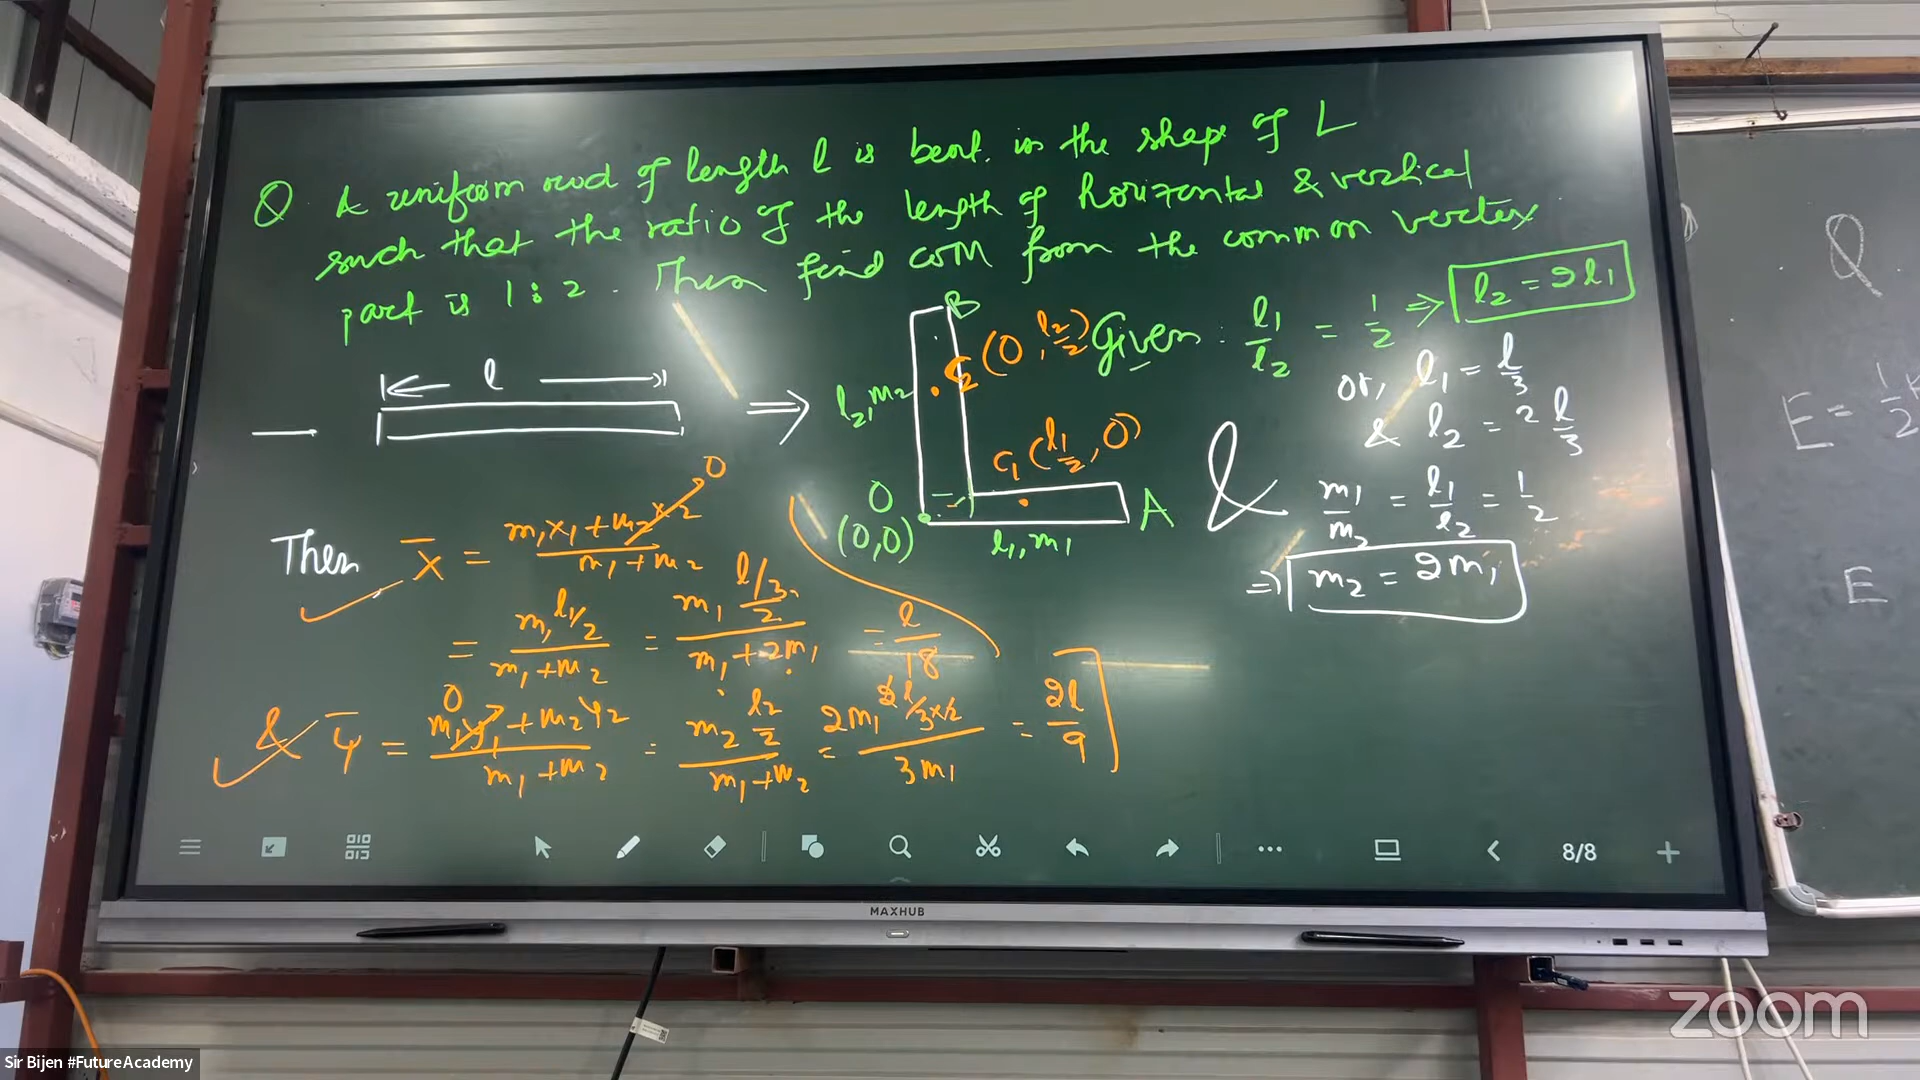 Q. A uniform rod of length l is bent in the shape of L
such that the ratio of the length of horizontal & vertical
part is 1:2. Then find COM from the common vertex
l
B
C₂ (0, l₂/2)
l₂, m₂
C₁ (l₁/2, 0)
O
(0,0)
A
l₁, m₁
Given: l₁/l₂ = 1/2 ⇒ l₂ = 2l₁
or, l₁ = l/3
& l₂ = 2 l/3
& m₁/m₂ = l₁/l₂ = 1/2
⇒ m₂ = 2m₁
Then x̄ = (m₁x₁ + m₂x₂)/(m₁ + m₂) 0
= (m₁ l₁/2)/(m₁ + m₂) = (m₁ (l/3)/2)/(m₁ + 2m₁) = l/18
& ȳ = (m₁y₁ + m₂y₂)/(m₁ + m₂) = (m₂ l₂/2)/(m₁ + m₂) = (2m₁ 2l/3×2)/3m₁ = 2l/9
0
8/8
MAXHUB
Q
E = 1/2
E
zoom
Sir Bijen #FutureAcademy